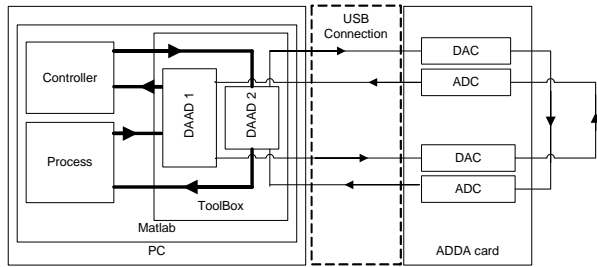 USB
Connection
Controller
DAC
ADC
DAAD 1
DAAD 2
Process
DAC
ADC
ToolBox
Matlab
PC
ADDA card